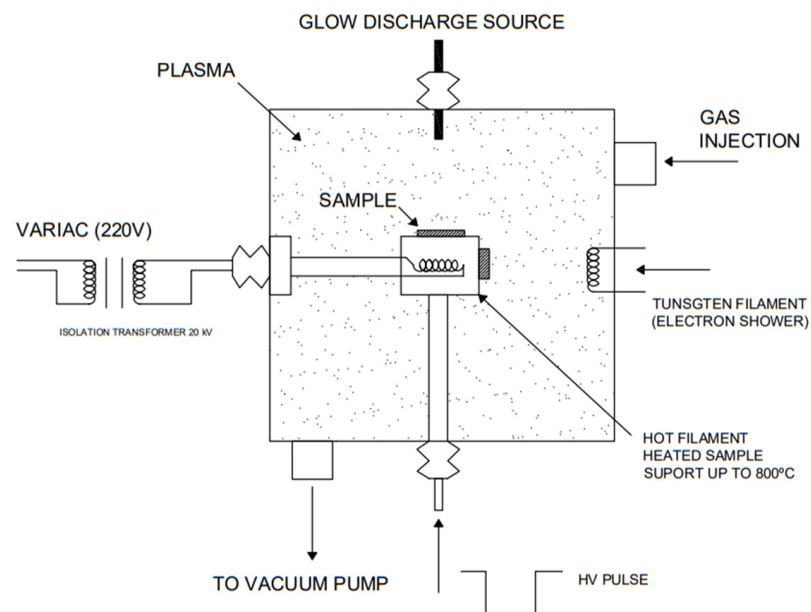 GLOW DISCHARGE SOURCE
PLASMA
GAS
INJECTION
SAMPLE
VARIAC (220V)
ISOLATION TRANSFORMER 20 kV
TUNSGTEN FILAMENT
(ELECTRON SHOWER)
HOT FILAMENT
HEATED SAMPLE
SUPORT UP TO 800ºC
TO VACUUM PUMP
HV PULSE